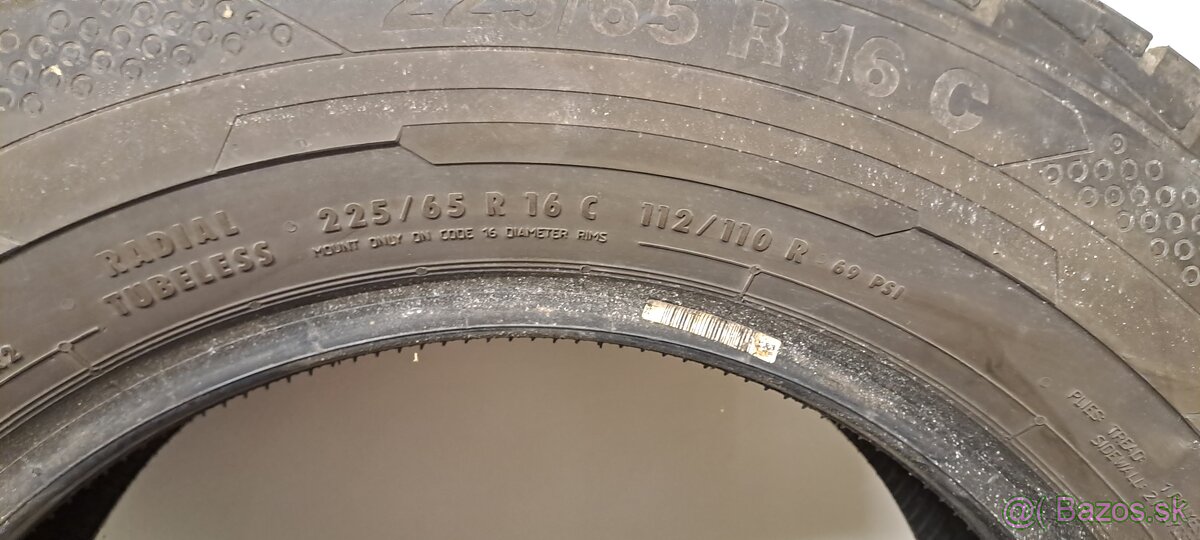 225/65 R 16 C
RADIAL
TUBELESS
225/65 R 16 C
MOUNT ONLY ON CODE 16 DIAMETER RIMS
112/110 R
69 PSI
PLIES: TREAD:
SIDEWALL: 2
@Bazos.sk